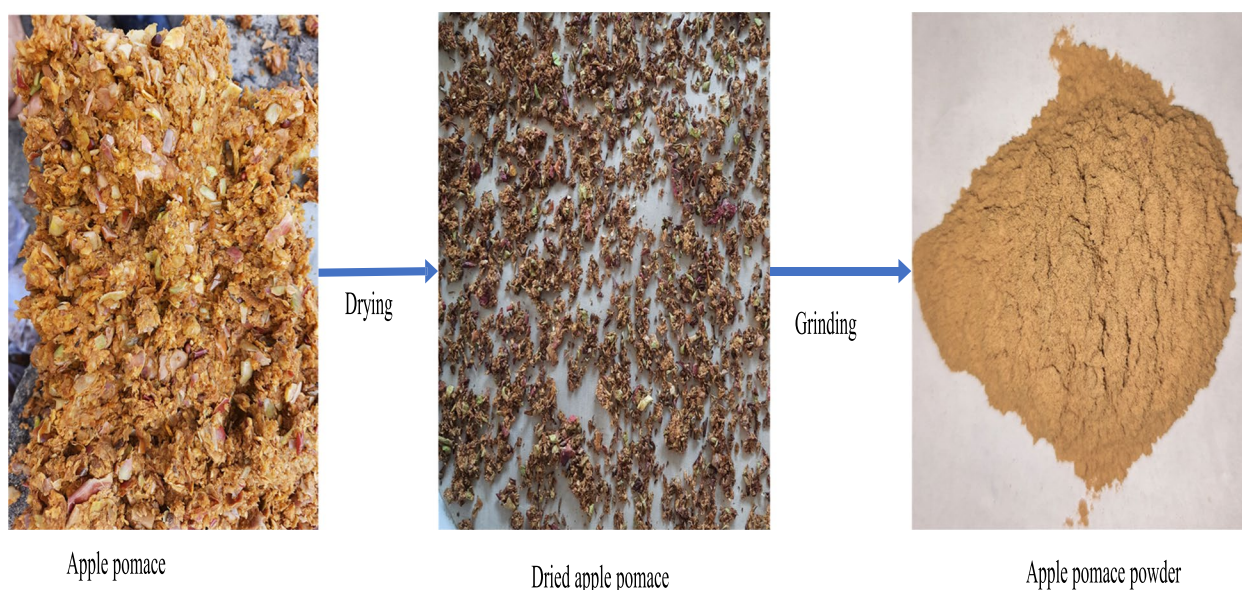 Drying
Grinding
Apple pomace
Dried apple pomace
Apple pomace powder